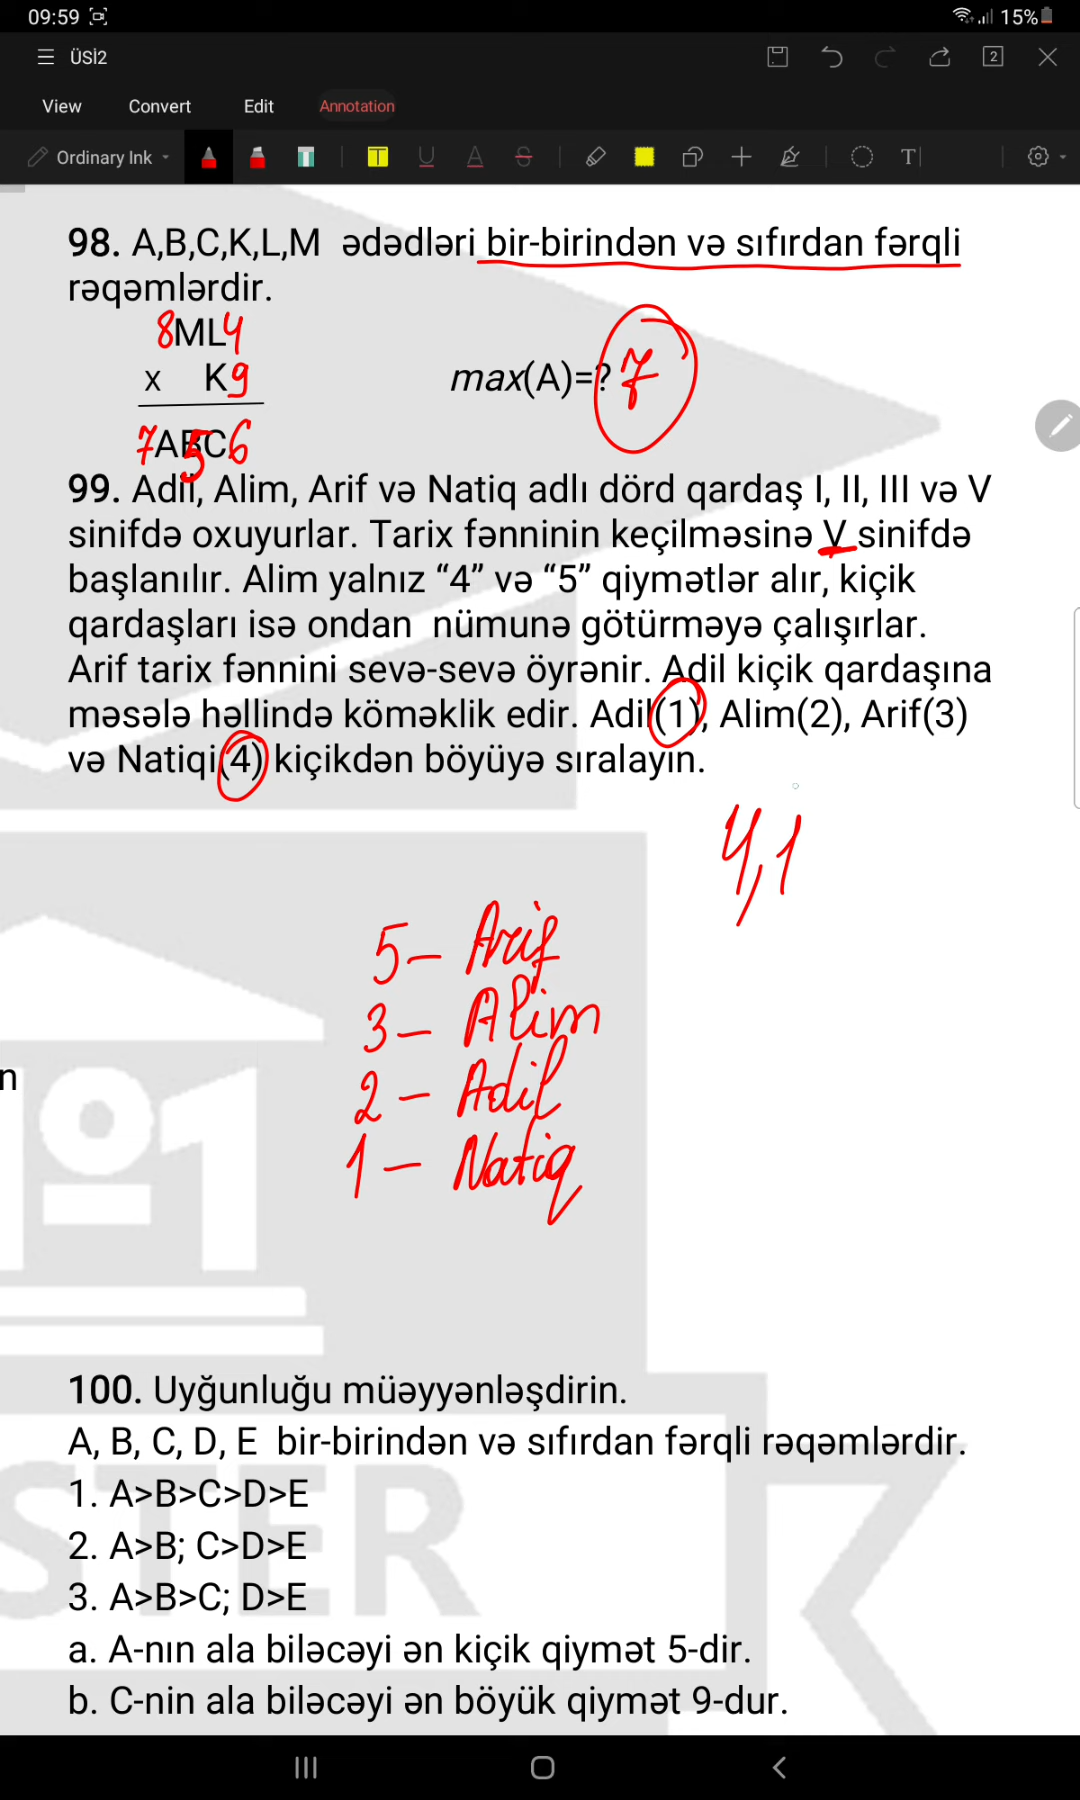 09:59 15%
ÜSİ2 2
View Convert Edit Annotation
Ordinary Ink T U A S T
98. A,B,C,K,L,M ədədləri bir-birindən və sıfırdan fərqli
rəqəmlərdir.
8ML4
x K9 max(A)=? 7
7ABC6
5
99. Adil, Alim, Arif və Natiq adlı dörd qardaş I, II, III və V
sinifdə oxuyurlar. Tarix fənninin keçilməsinə V sinifdə
başlanılır. Alim yalnız “4” və “5” qiymətlər alır, kiçik
qardaşları isə ondan nümunə götürməyə çalışırlar.
Arif tarix fənnini sevə-sevə öyrənir. Adil kiçik qardaşına
məsələ həllində köməklik edir. Adil(1), Alim(2), Arif(3)
və Natiqi(4) kiçikdən böyüyə sıralayın.
4,1
5- Arif
3- Alim
2- Adil
1- Natiq
n
№1
STER
100. Uyğunluğu müəyyənləşdirin.
A, B, C, D, E bir-birindən və sıfırdan fərqli rəqəmlərdir.
1. A>B>C>D>E
2. A>B; C>D>E
3. A>B>C; D>E
a. A-nın ala biləcəyi ən kiçik qiymət 5-dir.
b. C-nin ala biləcəyi ən böyük qiymət 9-dur.